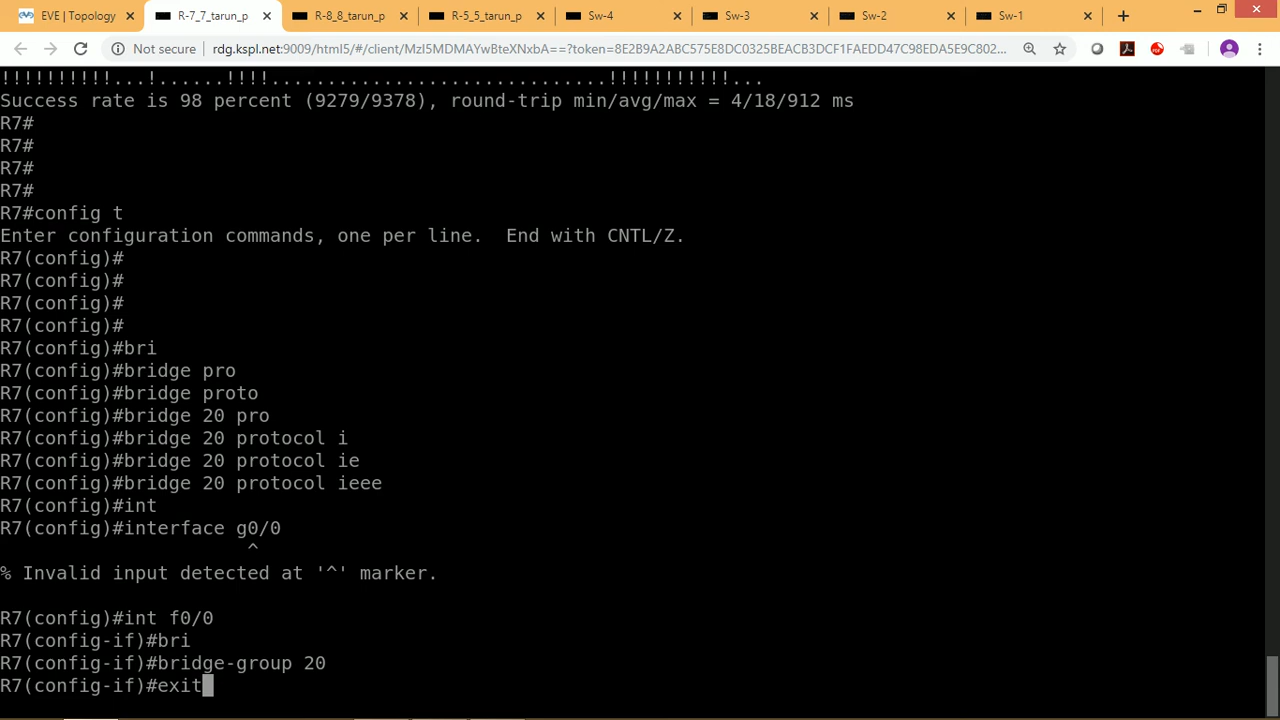 EVE | Topology
R-7_7_tarun_p
R-8_8_tarun_p
R-5_5_tarun_p
Sw-4
Sw-3
Sw-2
Sw-1
Not secure
rdg.kspl.net:9009/html5/#/client/MzI5MDMAYwBteXNxbA==?token=8E2B9A2ABC575E8DC0325BEACB3DCF1FAEDD47C98EDA5E9C802...
!!!!!!!!!!...!......!!!!..............................!!!!!!!!!!!...
Success rate is 98 percent (9279/9378), round-trip min/avg/max = 4/18/912 ms
R7#
R7#
R7#
R7#
R7#config t
Enter configuration commands, one per line.  End with CNTL/Z.
R7(config)#
R7(config)#
R7(config)#
R7(config)#
R7(config)#bri
R7(config)#bridge pro
R7(config)#bridge proto
R7(config)#bridge 20 pro
R7(config)#bridge 20 protocol i
R7(config)#bridge 20 protocol ie
R7(config)#bridge 20 protocol ieee
R7(config)#int
R7(config)#interface g0/0
^
% Invalid input detected at '^' marker.
R7(config)#int f0/0
R7(config-if)#bri
R7(config-if)#bridge-group 20
R7(config-if)#exit